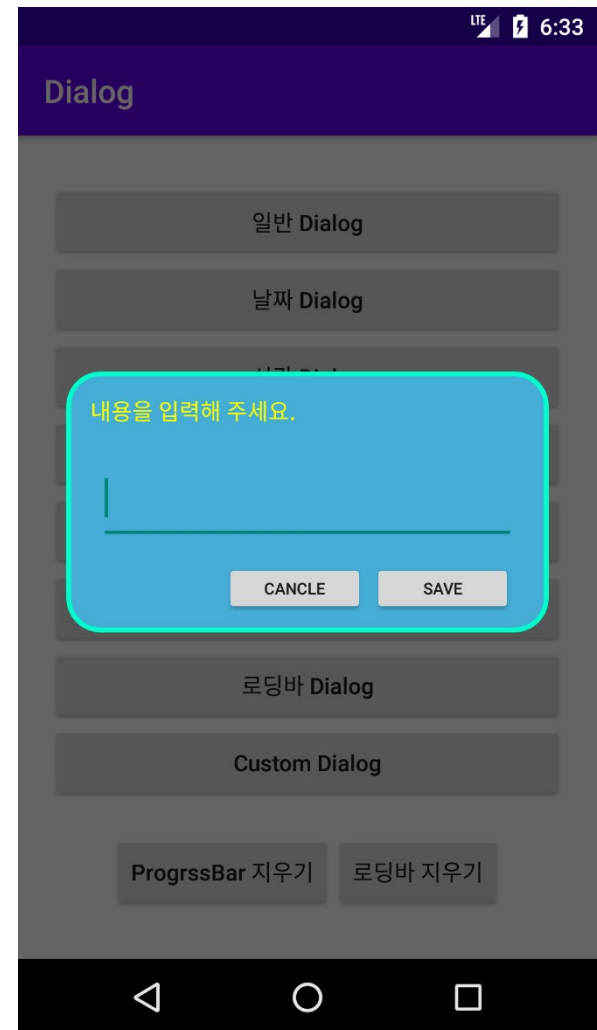 LTE 6:33
Dialog
일반 Dialog
날짜 Dialog
내용을 입력해 주세요.
CANCLE SAVE
로딩바 Dialog
Custom Dialog
ProgrssBar 지우기 로딩바 지우기